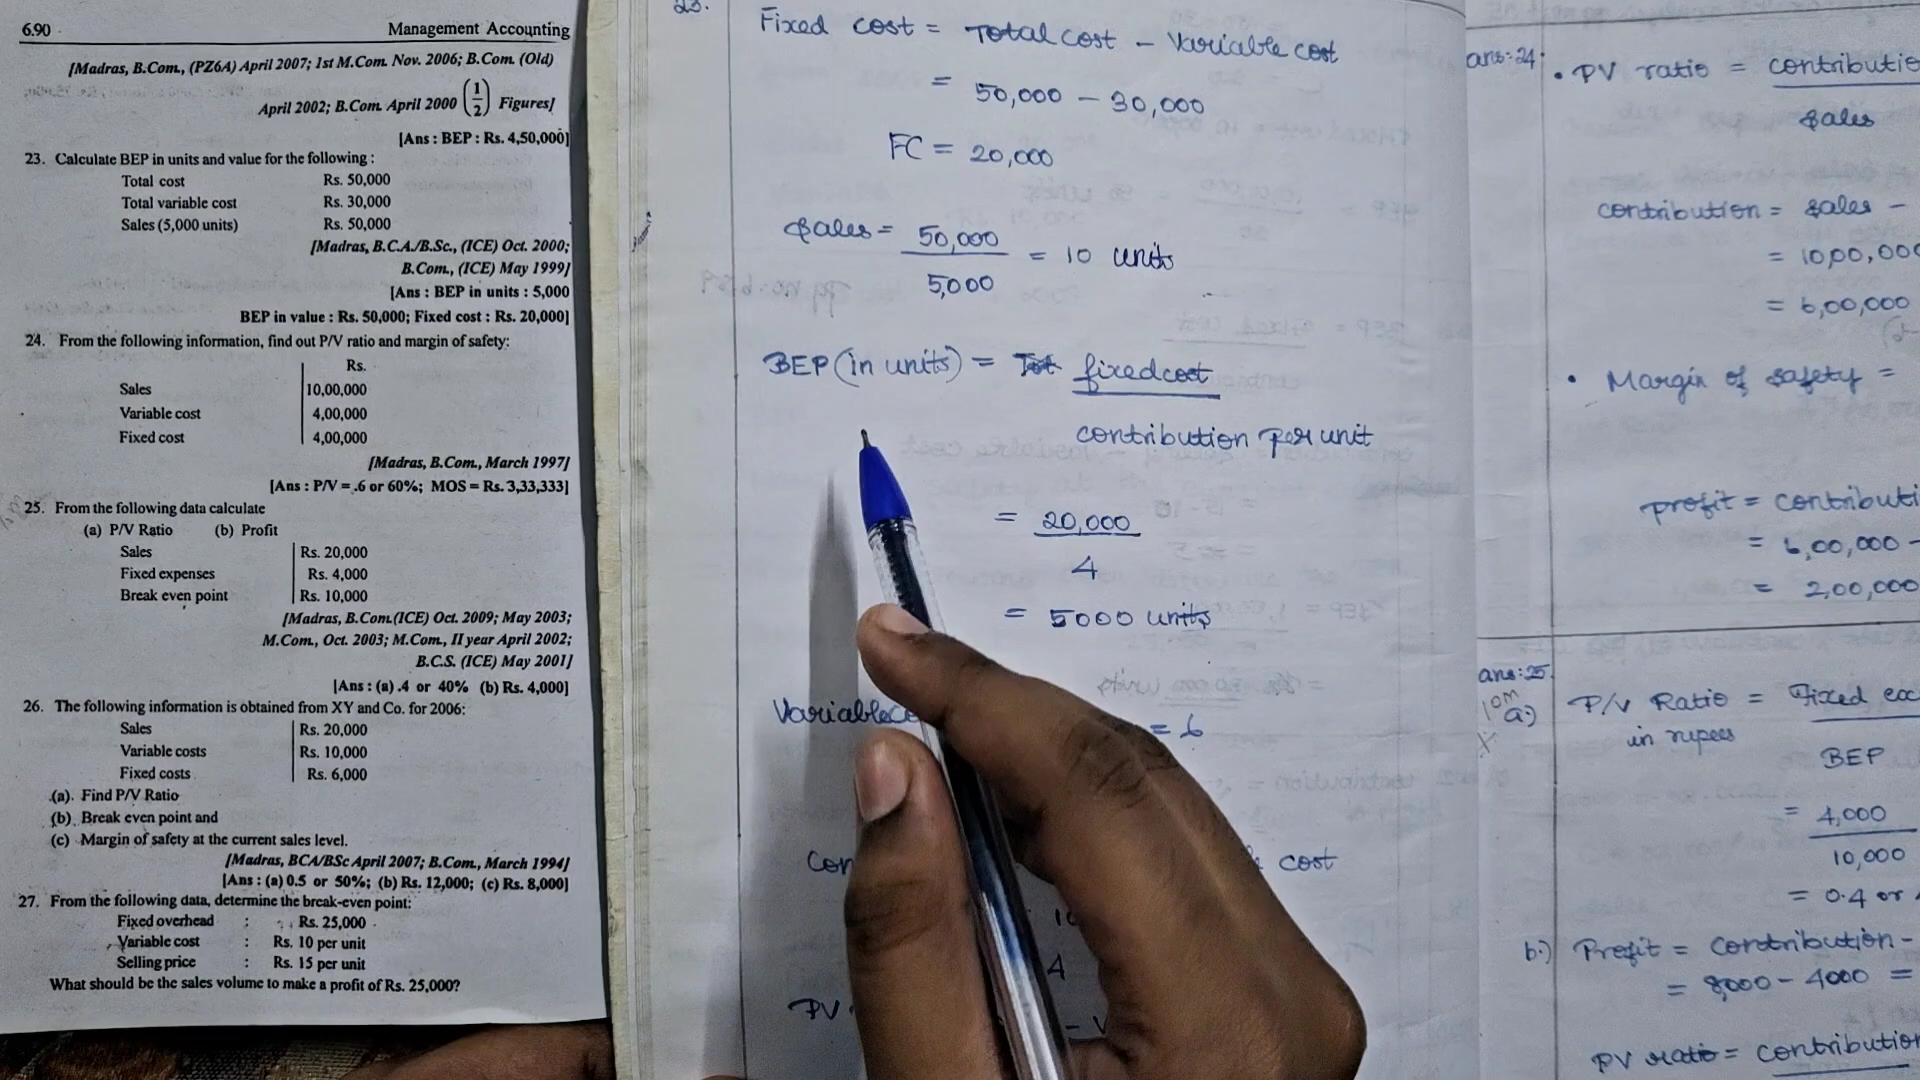 6.90
Management Accounting
[Madras, B.Com., (PZ6A) April 2007; 1st M.Com. Nov. 2006; B.Com. (Old)
April 2002; B.Com. April 2000 (1/2) Figures]
[Ans : BEP : Rs. 4,50,000]
23. Calculate BEP in units and value for the following :
Total cost Rs. 50,000
Total variable cost Rs. 30,000
Sales (5,000 units) Rs. 50,000
[Madras, B.C.A./B.Sc., (ICE) Oct. 2000;
B.Com., (ICE) May 1999]
[Ans : BEP in units : 5,000
BEP in value : Rs. 50,000; Fixed cost : Rs. 20,000]
24. From the following information, find out P/V ratio and margin of safety:
Rs.
Sales 10,00,000
Variable cost 4,00,000
Fixed cost 4,00,000
[Madras, B.Com., March 1997]
[Ans : P/V = .6 or 60%; MOS = Rs. 3,33,333]
25. From the following data calculate
(a) P/V Ratio (b) Profit
Sales Rs. 20,000
Fixed expenses Rs. 4,000
Break even point Rs. 10,000
[Madras, B.Com.(ICE) Oct. 2009; May 2003;
M.Com., Oct. 2003; M.Com., II year April 2002;
B.C.S. (ICE) May 2001]
[Ans : (a) .4 or 40% (b) Rs. 4,000]
26. The following information is obtained from XY and Co. for 2006:
Sales Rs. 20,000
Variable costs Rs. 10,000
Fixed costs Rs. 6,000
(a). Find P/V Ratio
(b). Break even point and
(c) Margin of safety at the current sales level.
[Madras, BCA/BSc April 2007; B.Com., March 1994]
[Ans : (a) 0.5 or 50%; (b) Rs. 12,000; (c) Rs. 8,000]
27. From the following data, determine the break-even point:
Fixed overhead : Rs. 25,000
Variable cost : Rs. 10 per unit
Selling price : Rs. 15 per unit
What should be the sales volume to make a profit of Rs. 25,000?
23.
Fixed cost = Total cost - Variable cost
= 50,000 - 30,000
FC = 20,000
Sales = 50,000
= 10 units
5,000
BEP (in units) = fixed cost
contribution per unit
= 20,000
4
= 5000 units
Variable
= 6
Con cost
10
4
PV
- V
ans:24
• PV ratio = contributio
sales
contribution = sales -
= 10,00,000
= 6,00,000
• Margin of safety =
profit = contributi
= 6,00,000 -
= 2,00,000
ans:25
10m
a.) P/V Ratio = Fixed
in rupees
BEP
= 4,000
10,000
= 0.4 or
b.) Profit = contribution -
= 8,000 - 4000 =
PV ratio = contribution